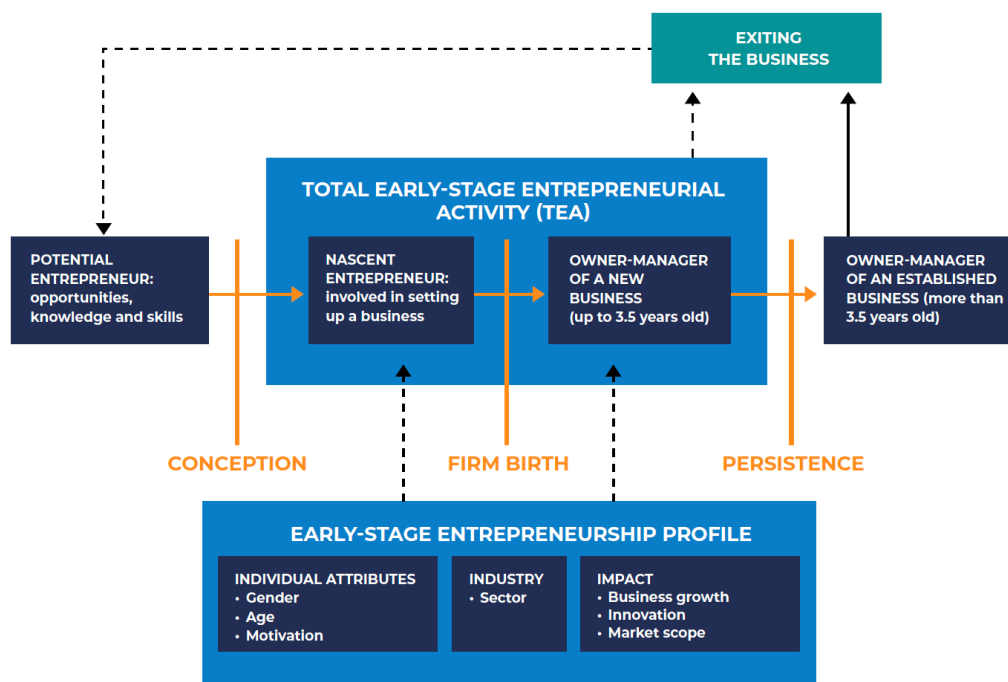 EXITING
THE BUSINESS
TOTAL EARLY-STAGE ENTREPRENEURIAL
ACTIVITY (TEA)
POTENTIAL
ENTREPRENEUR:
opportunities,
knowledge and skills
NASCENT
ENTREPRENEUR:
involved in setting
up a business
OWNER-MANAGER
OF A NEW
BUSINESS
(up to 3.5 years old)
OWNER-MANAGER
OF AN ESTABLISHED
BUSINESS (more than
3.5 years old)
CONCEPTION
FIRM BIRTH
PERSISTENCE
EARLY-STAGE ENTREPRENEURSHIP PROFILE
INDIVIDUAL ATTRIBUTES
• Gender
• Age
• Motivation
INDUSTRY
• Sector
IMPACT
• Business growth
• Innovation
• Market scope